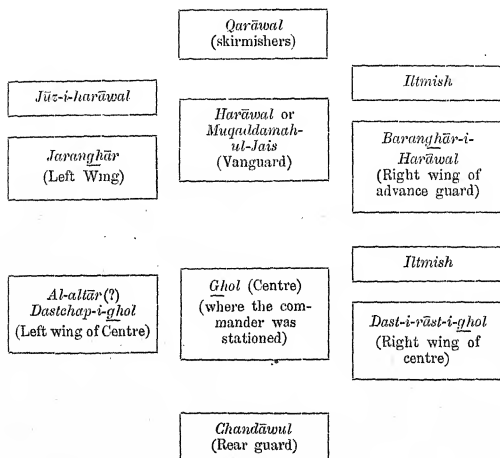 Qarāwal
(skirmishers)
Jūz-i-harāwal
Iltmish
Harāwal or
Muqaddamah-
ul-Jais
(Vanguard)
Jaranghār
(Left Wing)
Baranghār-i-
Harāwal
(Right wing of
advance guard)
Iltmish
Al-altār(?)
Dastchap-i-ghol
(Left wing of Centre)
Ghol (Centre)
(where the com-
mander was
stationed)
Dast-i-rāst-i-ghol
(Right wing of
centre)
Chandāwul
(Rear guard)